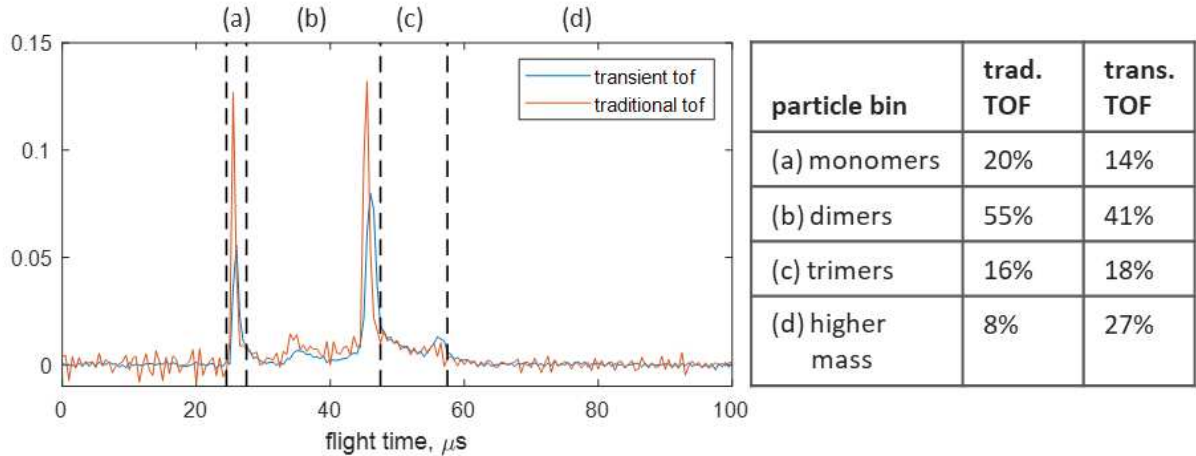 (a) (b) (c) (d)
0.15
0.1
0.05
0
0 20 40 60 80 100
flight time, μs
transient tof
traditional tof
particle bin trad. TOF trans. TOF
(a) monomers 20% 14%
(b) dimers 55% 41%
(c) trimers 16% 18%
(d) higher mass 8% 27%